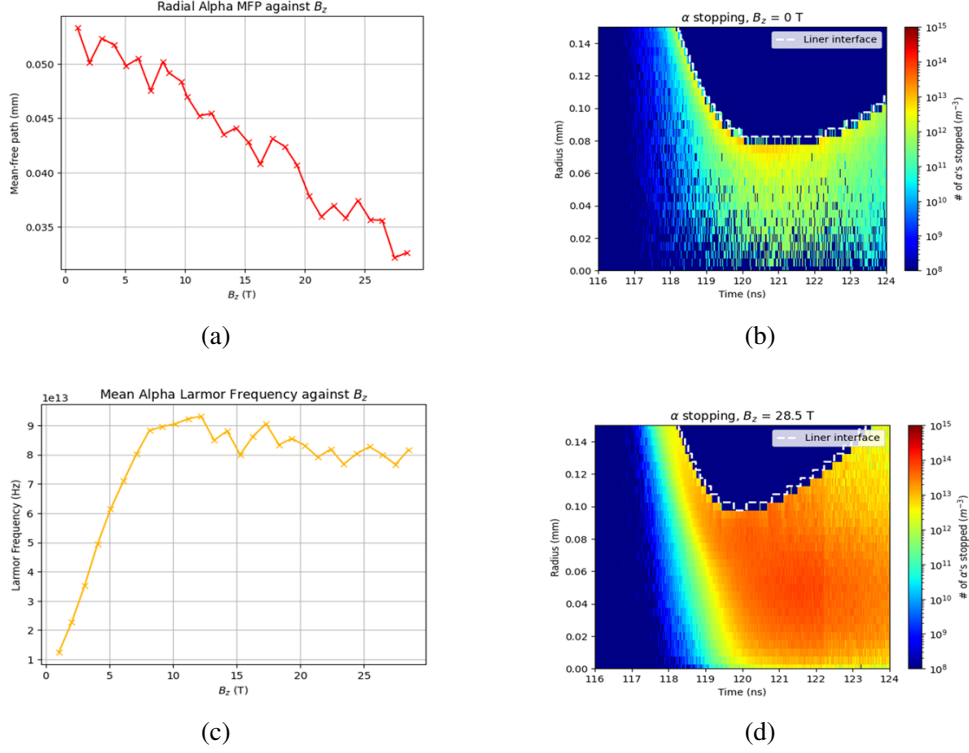 Radial Alpha MFP against B_z
Mean-free path (mm)
0.050
0.045
0.040
0.035
0 5 10 15 20 25
B_z (T)
(a)
α stopping, B_z = 0 T
Liner interface
Radius (mm)
0.14
0.12
0.10
0.08
0.06
0.04
0.02
0.00
116 117 118 119 120 121 122 123 124
Time (ns)
10^15
10^14
10^13
10^12
10^11
10^10
10^9
10^8
# of α's stopped (m^-3)
(b)
Mean Alpha Larmor Frequency against B_z
1e13
Larmor Frequency (Hz)
9
8
7
6
5
4
3
2
1
0 5 10 15 20 25
B_z (T)
(c)
α stopping, B_z = 28.5 T
Liner interface
Radius (mm)
0.14
0.12
0.10
0.08
0.06
0.04
0.02
0.00
116 117 118 119 120 121 122 123 124
Time (ns)
10^15
10^14
10^13
10^12
10^11
10^10
10^9
10^8
# of α's stopped (m^-3)
(d)